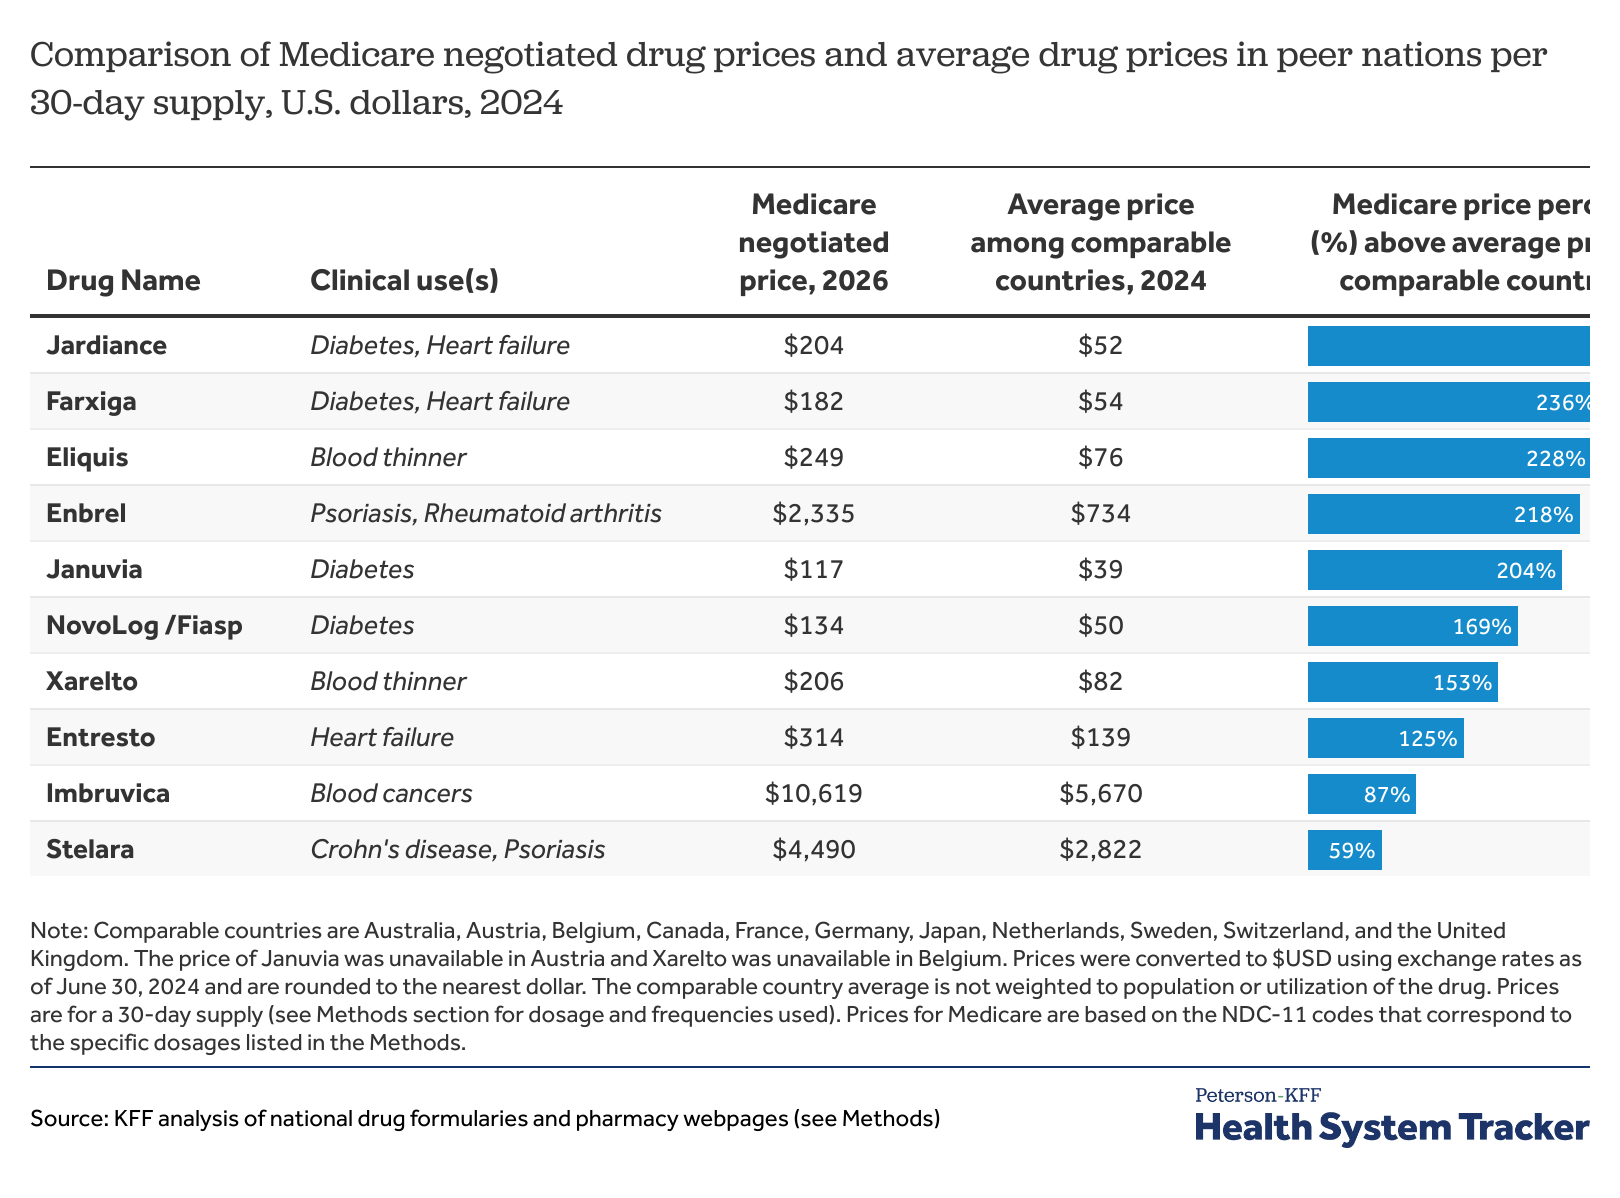 Comparison of Medicare negotiated drug prices and average drug prices in peer nations per
30-day supply, U.S. dollars, 2024
Drug Name Clinical use(s) Medicare negotiated price, 2026 Average price among comparable countries, 2024 Medicare price (%) above average comparable
Jardiance Diabetes, Heart failure $204 $52
Farxiga Diabetes, Heart failure $182 $54 236%
Eliquis Blood thinner $249 $76 228%
Enbrel Psoriasis, Rheumatoid arthritis $2,335 $734 218%
Januvia Diabetes $117 $39 204%
NovoLog /Fiasp Diabetes $134 $50 169%
Xarelto Blood thinner $206 $82 153%
Entresto Heart failure $314 $139 125%
Imbruvica Blood cancers $10,619 $5,670 87%
Stelara Crohn's disease, Psoriasis $4,490 $2,822 59%
Note: Comparable countries are Australia, Austria, Belgium, Canada, France, Germany, Japan, Netherlands, Sweden, Switzerland, and the United
Kingdom. The price of Januvia was unavailable in Austria and Xarelto was unavailable in Belgium. Prices were converted to $USD using exchange rates as
of June 30, 2024 and are rounded to the nearest dollar. The comparable country average is not weighted to population or utilization of the drug. Prices
are for a 30-day supply (see Methods section for dosage and frequencies used). Prices for Medicare are based on the NDC-11 codes that correspond to
the specific dosages listed in the Methods.
Source: KFF analysis of national drug formularies and pharmacy webpages (see Methods)
Peterson-KFF
Health System Tracker